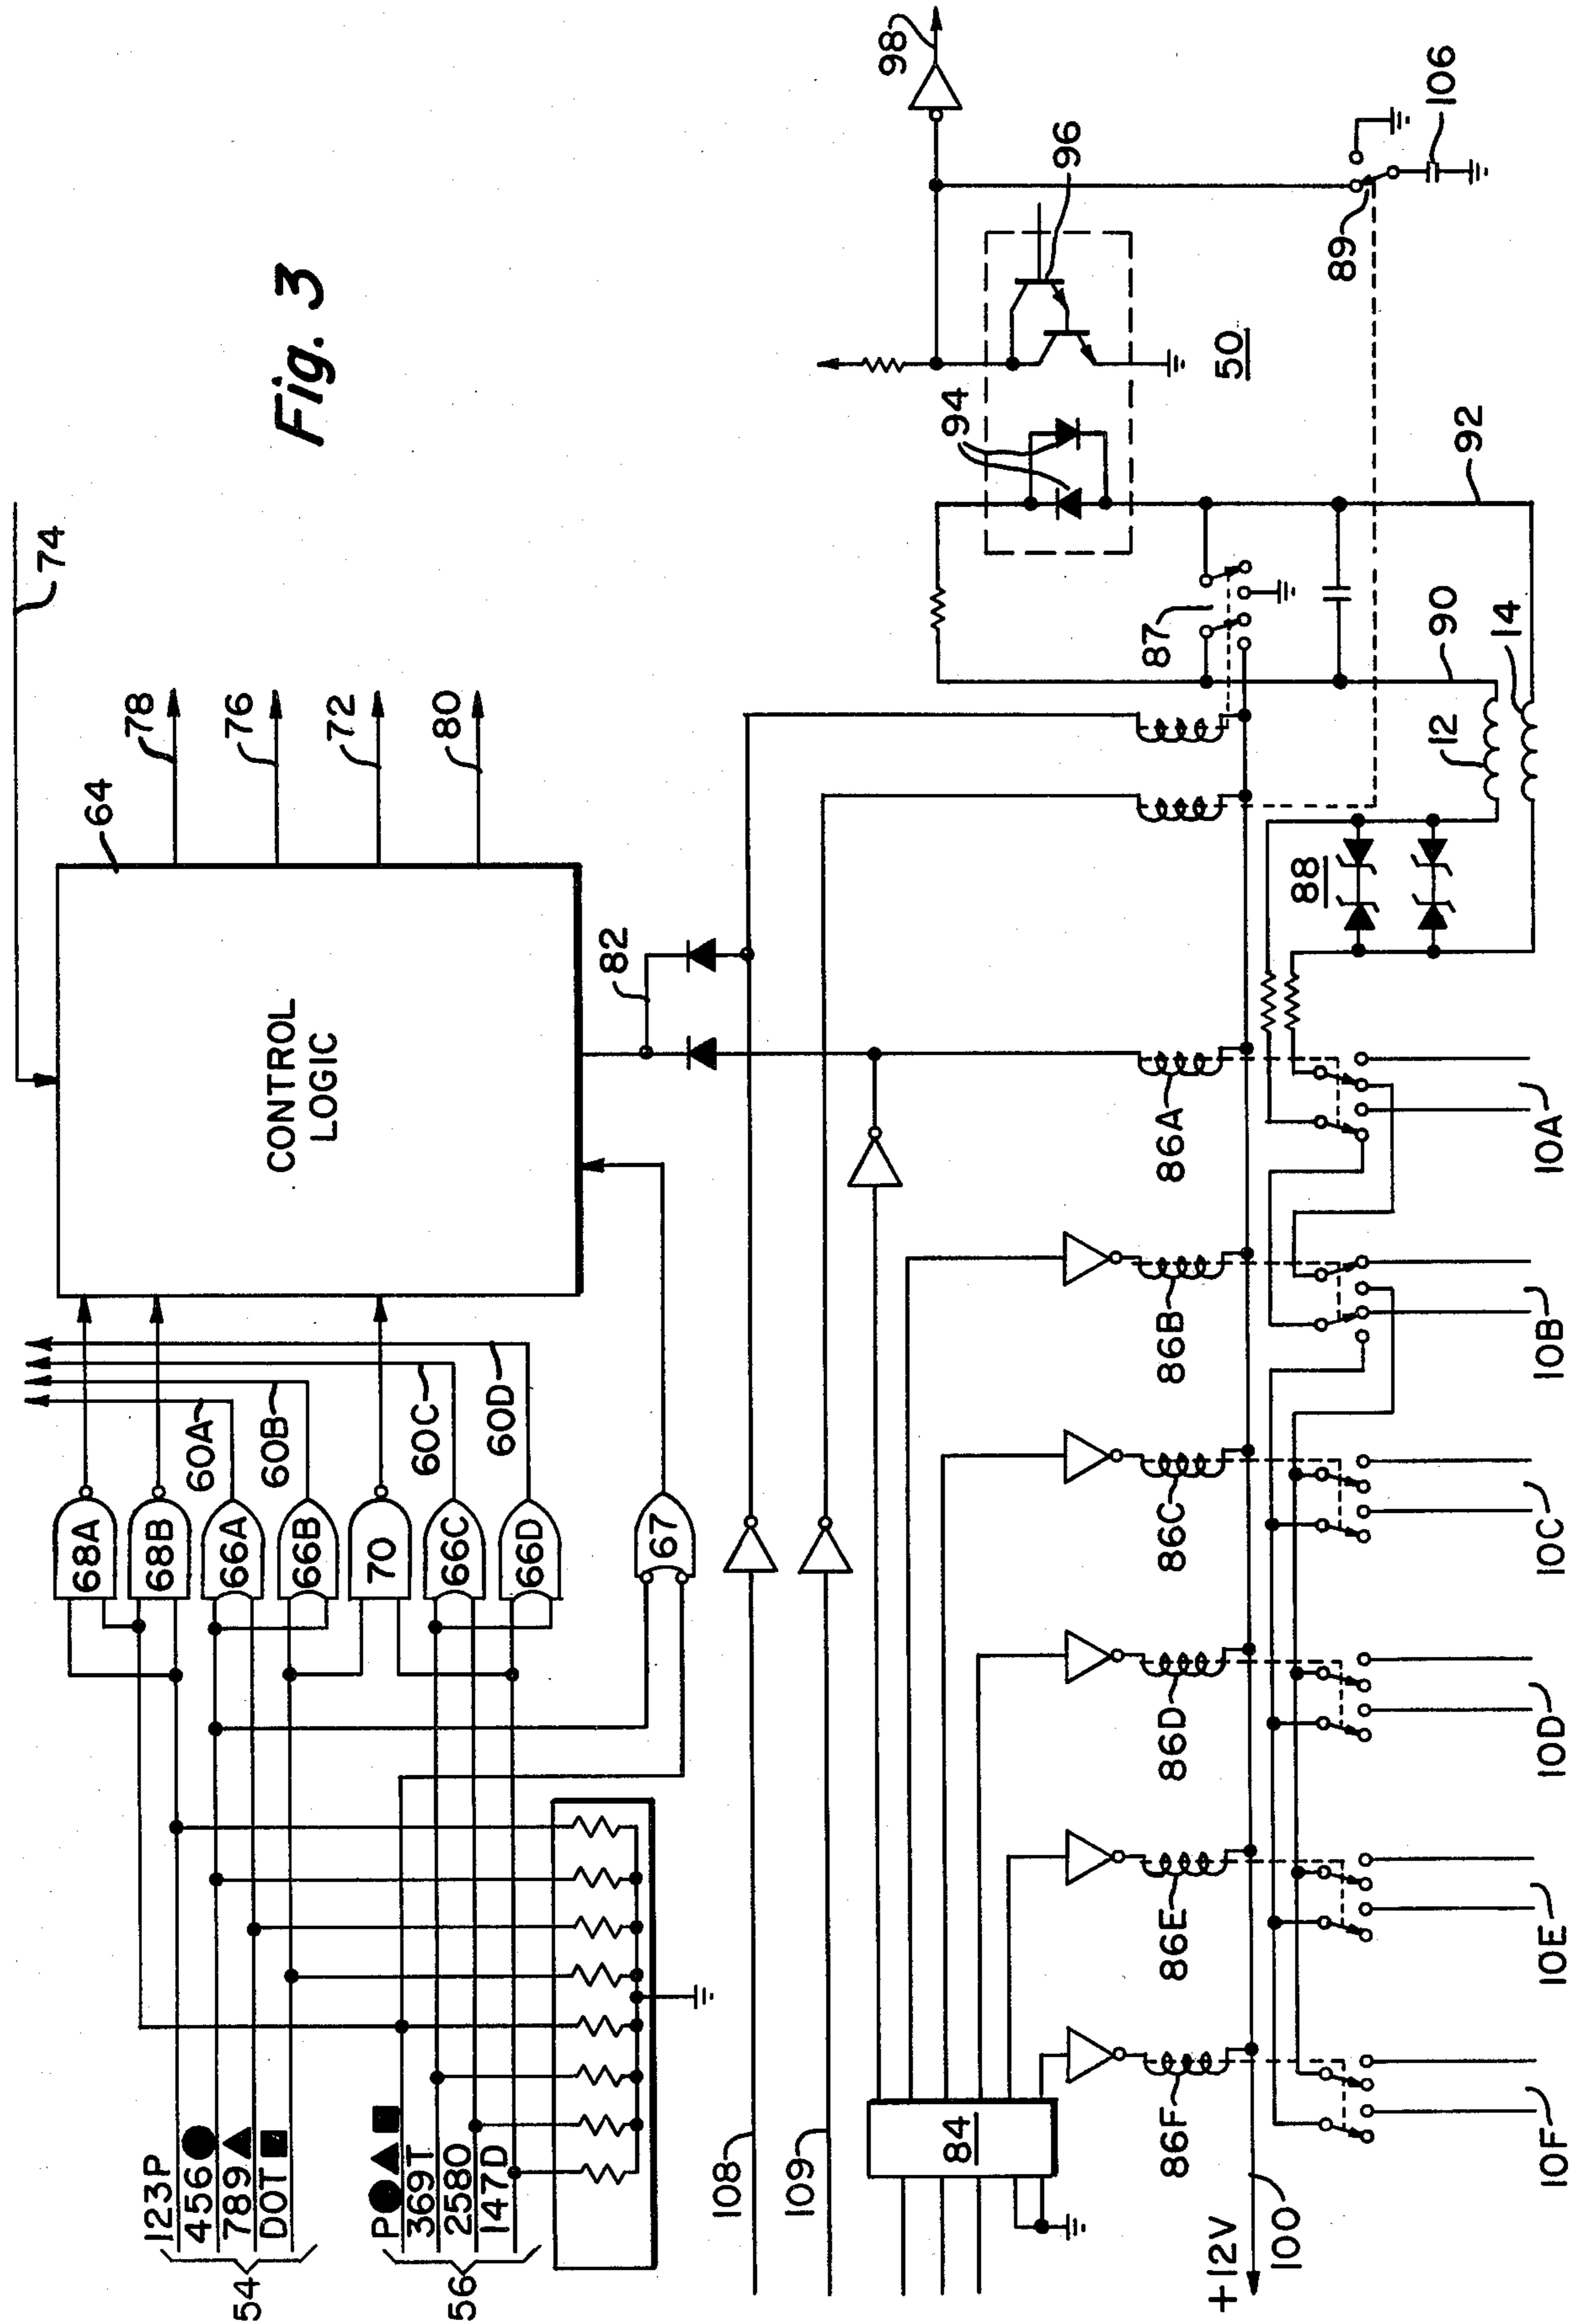 Fig. 3
74
78
76
72
80
64
CONTROL
LOGIC
82
68A
68B
66A
66B
70
66C
66D
67
60A
60B
60C
60D
123P
456●
789▲
DOT■
54
P●▲■
369T
2580
147D
56
108
109
84
86A
86B
86C
86D
86E
86F
+12V
100
10A
10B
10C
10D
10E
10F
88
12
14
90
92
87
89
94
96
98
50
106